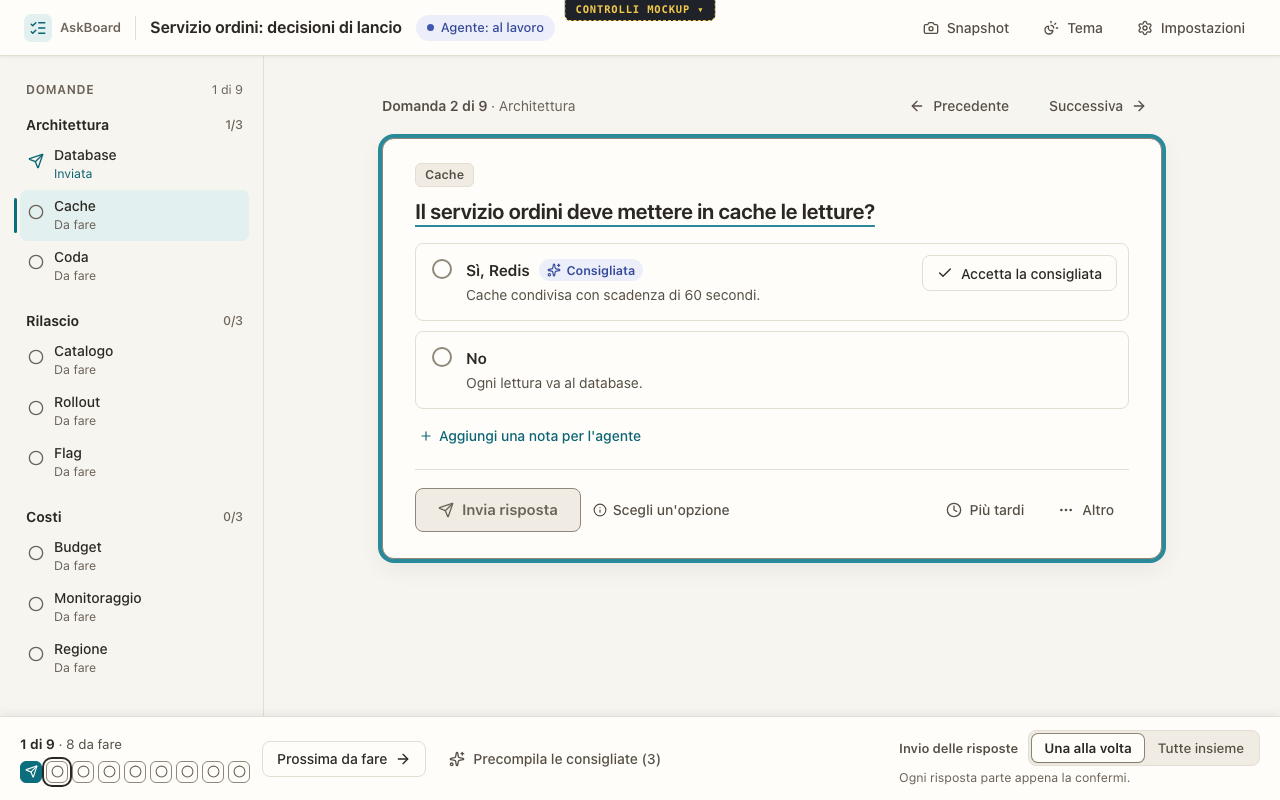 CONTROLLI MOCKUP ▾
AskBoard
Servizio ordini: decisioni di lancio
Agente: al lavoro
Snapshot
Tema
Impostazioni
DOMANDE
1 di 9
Architettura
1/3
Database
Inviata
Cache
Da fare
Coda
Da fare
Rilascio
0/3
Catalogo
Da fare
Rollout
Da fare
Flag
Da fare
Costi
0/3
Budget
Da fare
Monitoraggio
Da fare
Regione
Da fare
Domanda 2 di 9 · Architettura
Precedente
Successiva
Cache
Il servizio ordini deve mettere in cache le letture?
Sì, Redis
Consigliata
Accetta la consigliata
Cache condivisa con scadenza di 60 secondi.
No
Ogni lettura va al database.
Aggiungi una nota per l'agente
Invia risposta
Scegli un'opzione
Più tardi
Altro
1 di 9 · 8 da fare
Prossima da fare
Precompila le consigliate (3)
Invio delle risposte
Una alla volta
Tutte insieme
Ogni risposta parte appena la confermi.